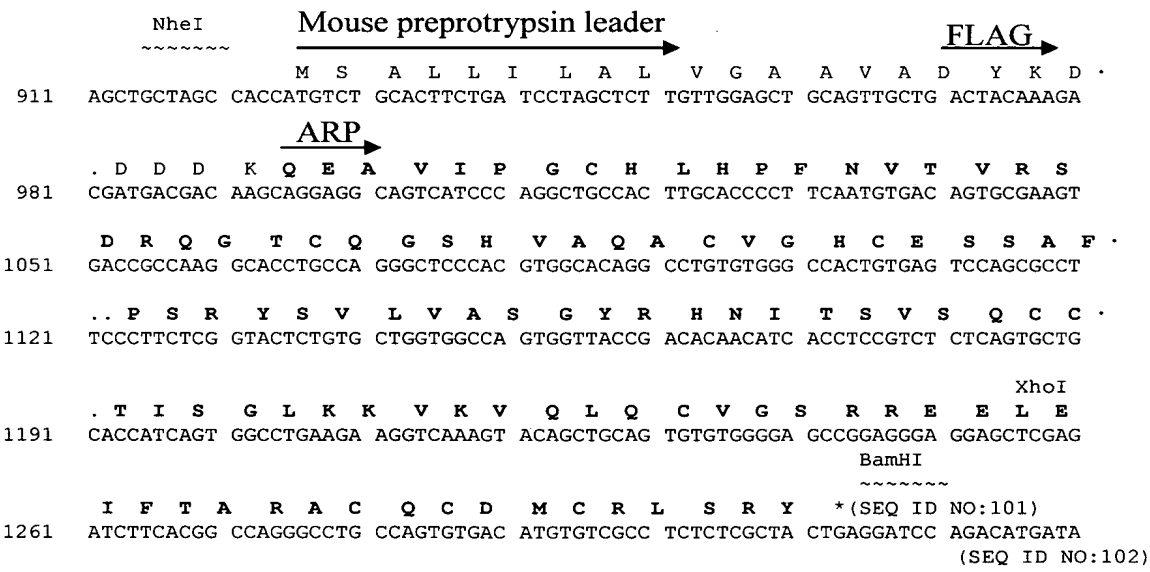 NheI Mouse preprotrypsin leader FLAG
~~~~~~~
M S A L L I L A L V G A A V A D Y K D ·
911 AGCTGCTAGC CACCATGTCT GCACTTCTGA TCCTAGCTCT TGTTGGAGCT GCAGTTGCTG ACTACAAAGA
ARP
. D D D K Q E A V I P G C H L H P F N V T V R S
981 CGATGACGAC AAGCAGGAGG CAGTCATCCC AGGCTGCCAC TTGCACCCCT TCAATGTGAC AGTGCGAAGT
D R Q G T C Q G S H V A Q A C V G H C E S S A F ·
1051 GACCGCCAAG GCACCTGCCA GGGCTCCCAC GTGGCACAGG CCTGTGTGGG CCACTGTGAG TCCAGCGCCT
.. P S R Y S V L V A S G Y R H N I T S V S Q C C ·
1121 TCCCTTCTCG GTACTCTGTG CTGGTGGCCA GTGGTTACCG ACACAACATC ACCTCCGTCT CTCAGTGCTG
XhoI
. T I S G L K K V K V Q L Q C V G S R R E E L E
1191 CACCATCAGT GGCCTGAAGA AGGTCAAAGT ACAGCTGCAG TGTGTGGGGA GCCGGAGGGA GGAGCTCGAG
BamHI
~~~~~~~
I F T A R A C Q C D M C R L S R Y *(SEQ ID NO:101)
1261 ATCTTCACGG CCAGGGCCTG CCAGTGTGAC ATGTGTCGCC TCTCTCGCTA CTGAGGATCC AGACATGATA
(SEQ ID NO:102)